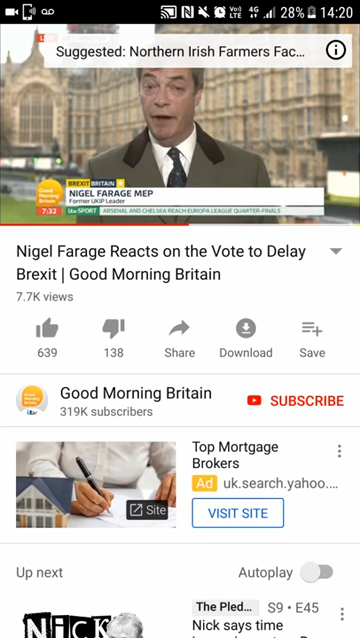 28% 14:20
Suggested: Northern Irish Farmers Fac...
BREXIT BRITAIN
NIGEL FARAGE MEP
Former UKIP Leader
7:32 itv SPORT ARSENAL AND CHELSEA REACH EUROPA LEAGUE QUARTER-FINALS
Nigel Farage Reacts on the Vote to Delay
Brexit | Good Morning Britain
7.7K views
639 138 Share Download Save
Good Morning Britain
319K subscribers
SUBSCRIBE
Top Mortgage
Brokers
Ad uk.search.yahoo....
Site
VISIT SITE
Up next Autoplay
NiCK
The Pled... S9 • E45
Nick says time